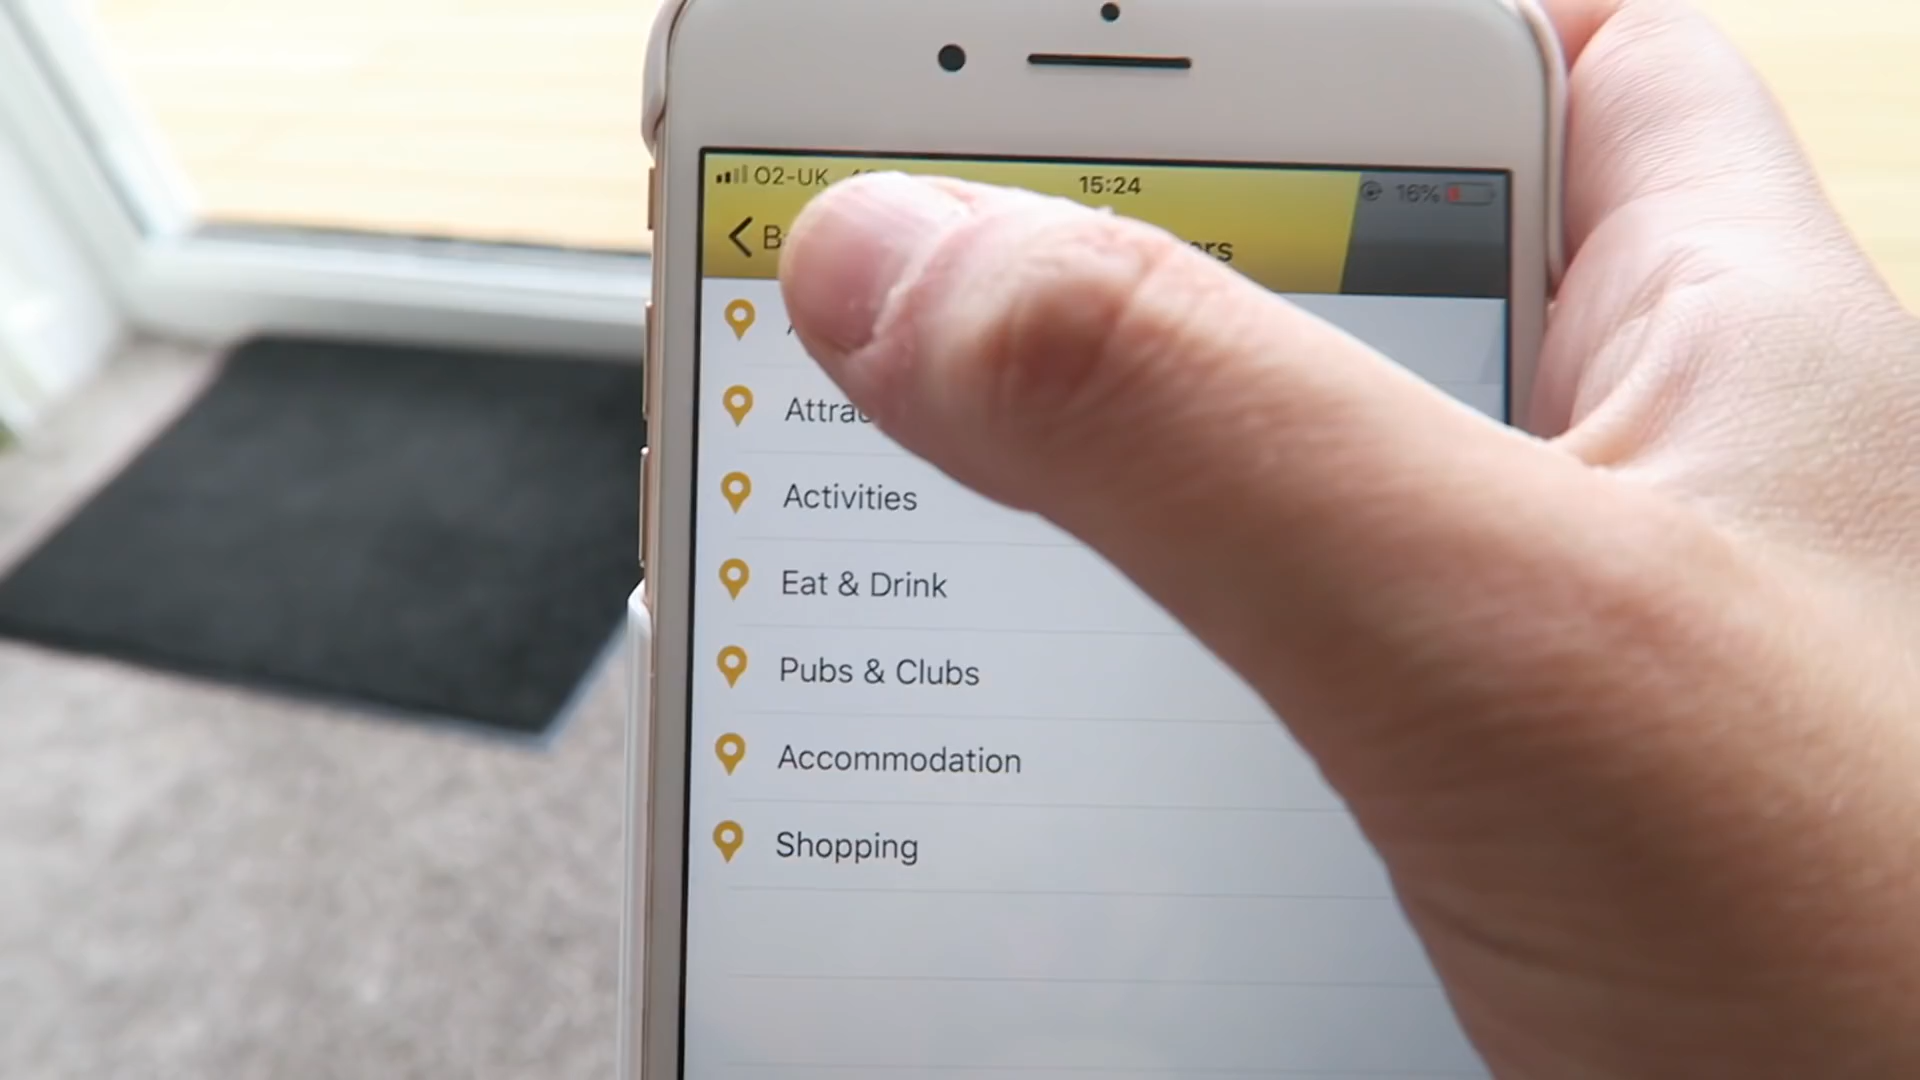 O2-UK
15:24
16%
Activities
Eat & Drink
Pubs & Clubs
Accommodation
Shopping